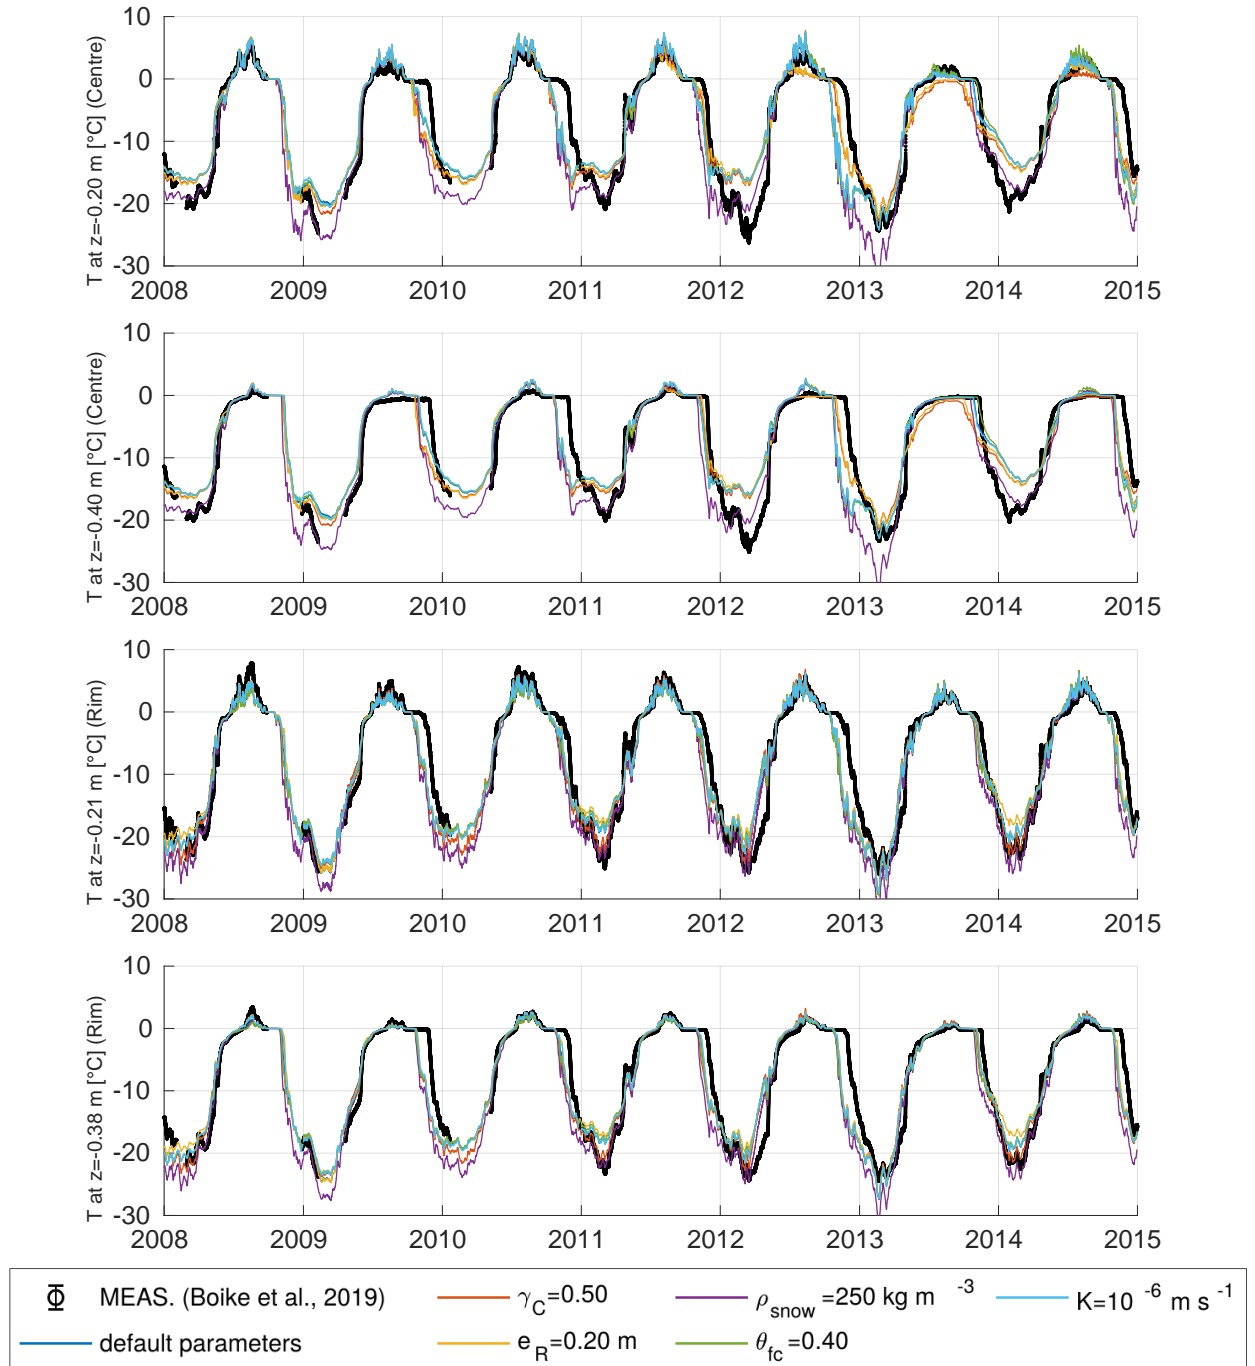 10
0
-10
-20
-30
T at z=-0.20 m [°C] (Centre)
2008 2009 2010 2011 2012 2013 2014 2015
10
0
-10
-20
-30
T at z=-0.40 m [°C] (Centre)
2008 2009 2010 2011 2012 2013 2014 2015
10
0
-10
-20
-30
T at z=-0.21 m [°C] (Rim)
2008 2009 2010 2011 2012 2013 2014 2015
10
0
-10
-20
-30
T at z=-0.38 m [°C] (Rim)
2008 2009 2010 2011 2012 2013 2014 2015
MEAS. (Boike et al., 2019) γ_C=0.50 ρ_snow=250 kg m^-3 K=10^-6 m s^-1
default parameters e_R=0.20 m θ_fc=0.40